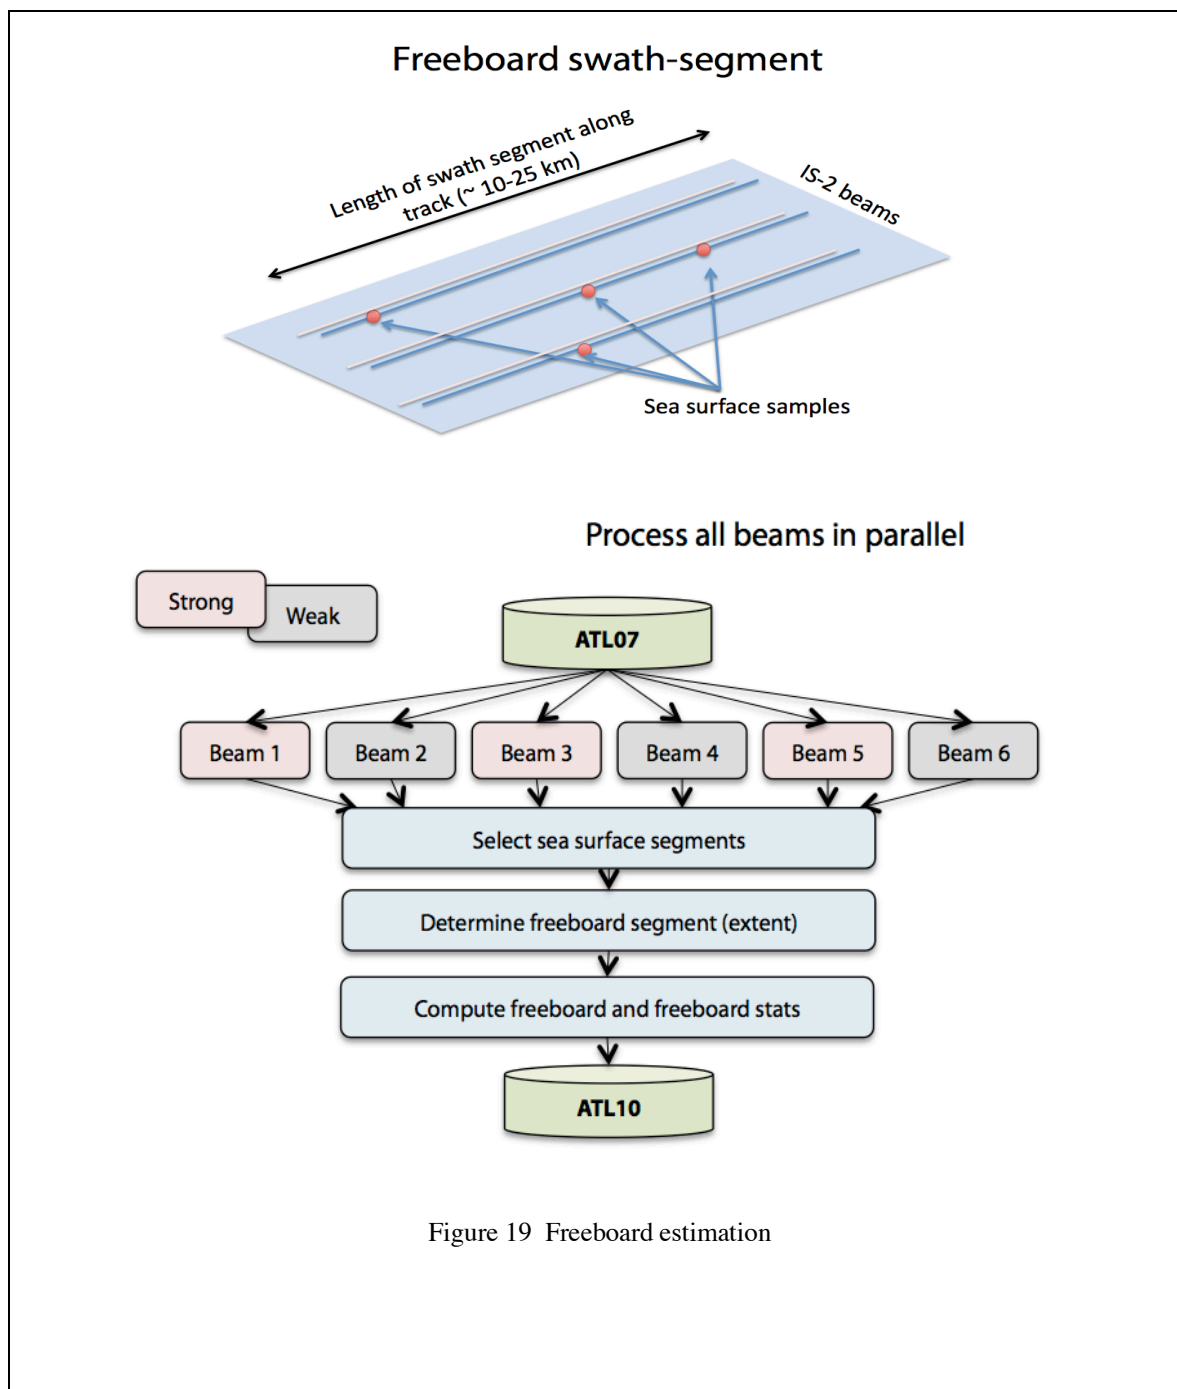 Freeboard swath-segment
Length of swath segment along
track (~ 10-25 km)
IS-2 beams
Sea surface samples
Process all beams in parallel
Strong
Weak
ATL07
Beam 1
Beam 2
Beam 3
Beam 4
Beam 5
Beam 6
Select sea surface segments
Determine freeboard segment (extent)
Compute freeboard and freeboard stats
ATL10
Figure 19  Freeboard estimation